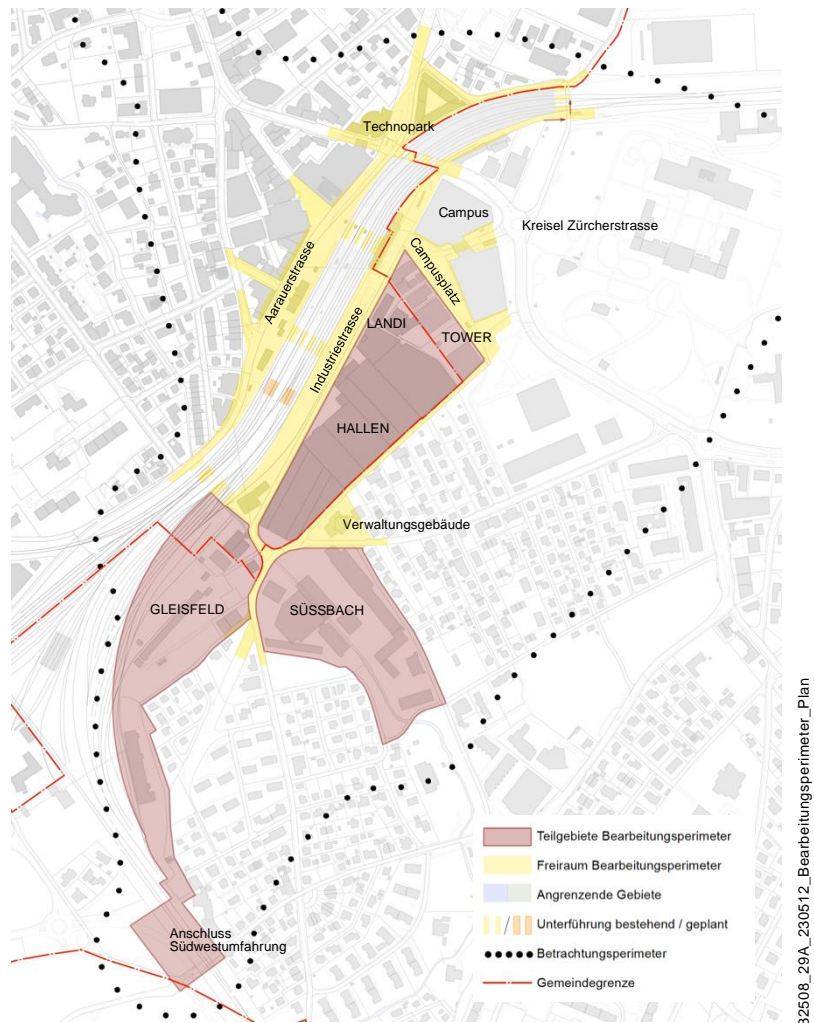 Technopark
Campus
Kreisel Zürcherstrasse
Campusplatz
Aarauerstrasse
Industriestrasse
LANDI
TOWER
HALLEN
Verwaltungsgebäude
GLEISFELD
SÜSSBACH
Anschluss
Südwestumfahrung
Teilgebiete Bearbeitungsperimeter
Freiraum Bearbeitungsperimeter
Angrenzende Gebiete
Unterführung bestehend / geplant
Betrachtungsperimeter
Gemeindegrenze
32508_29A_230512_Bearbeitungsperimeter_Plan